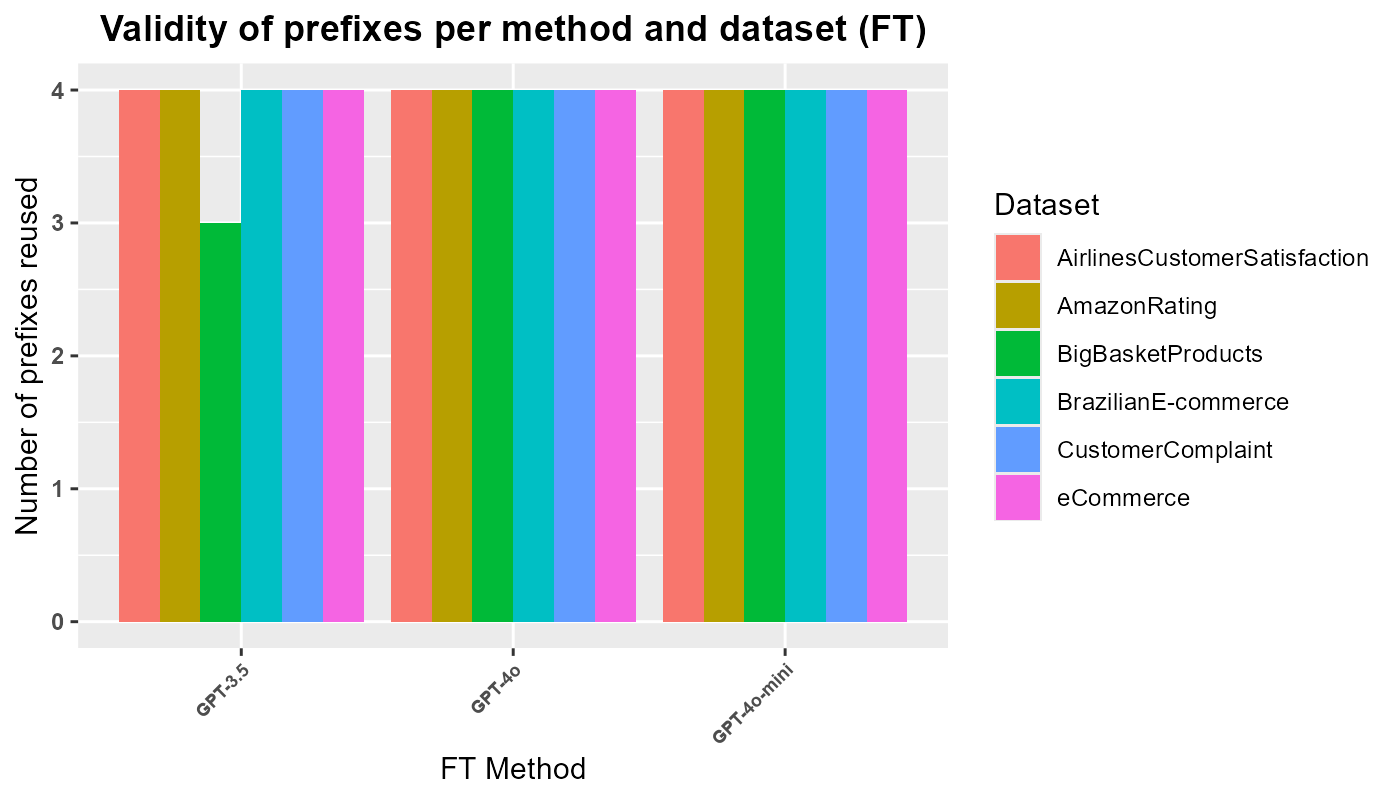 Validity of prefixes per method and dataset (FT)
Number of prefixes reused
4
3
2
1
0
GPT-3.5
GPT-4o
GPT-4o-mini
FT Method
Dataset
AirlinesCustomerSatisfaction
AmazonRating
BigBasketProducts
BrazilianE-commerce
CustomerComplaint
eCommerce